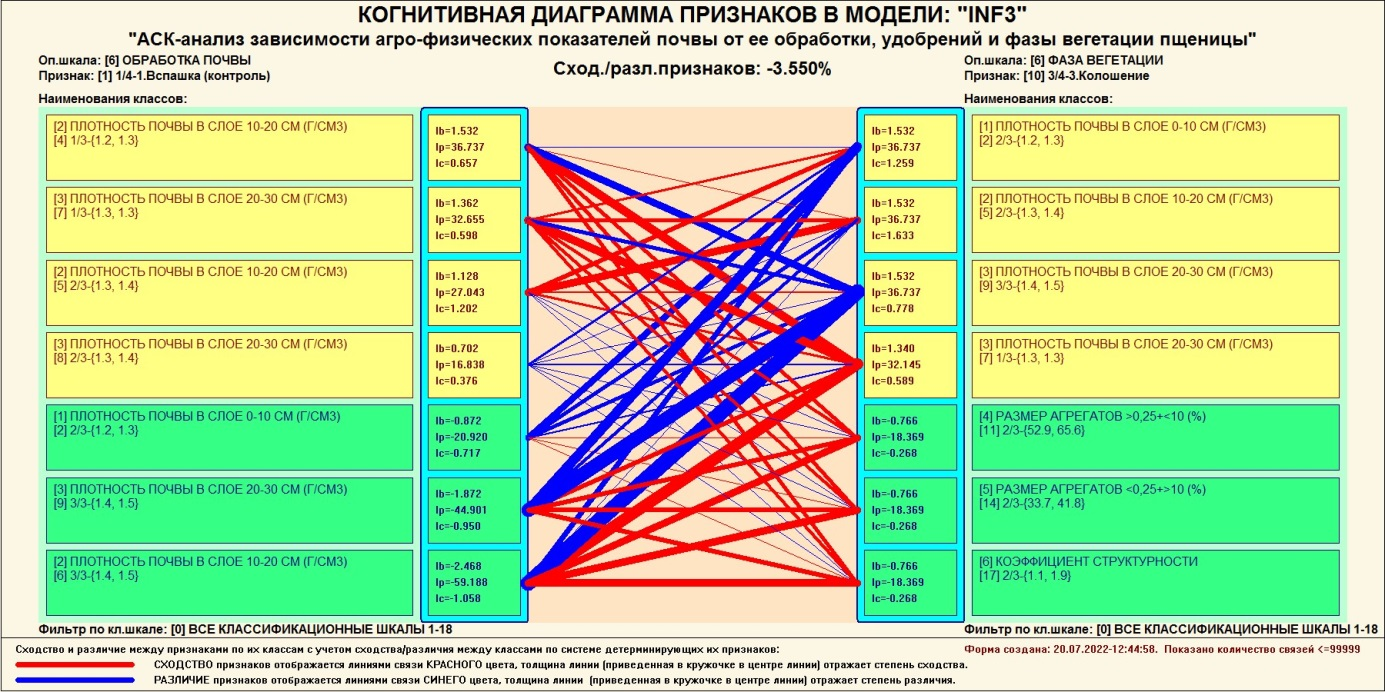 КОГНИТИВНАЯ ДИАГРАММА ПРИЗНАКОВ В МОДЕЛИ: "INF3"
"АСК-анализ зависимости агро-физических показателей почвы от ее обработки, удобрений и фазы вегетации пщеницы"
Оп.шкала: [6] ОБРАБОТКА ПОЧВЫ
Признак: [1] 1/4-1.Вспашка (контроль)
Сход./разл.признаков: -3.550%
Оп.шкала: [6] ФАЗА ВЕГЕТАЦИИ
Признак: [10] 3/4-3.Колошение
Наименования классов:
Наименования классов:
[2] ПЛОТНОСТЬ ПОЧВЫ В СЛОЕ 10-20 СМ (Г/СМ3)
[4] 1/3-{1.2, 1.3}
Ib=1.532
Ip=36.737
Ic=0.657
Ib=1.532
Ip=36.737
Ic=1.259
[1] ПЛОТНОСТЬ ПОЧВЫ В СЛОЕ 0-10 СМ (Г/СМ3)
[2] 2/3-{1.2, 1.3}
[3] ПЛОТНОСТЬ ПОЧВЫ В СЛОЕ 20-30 СМ (Г/СМ3)
[7] 1/3-{1.3, 1.3}
Ib=1.362
Ip=32.655
Ic=0.598
Ib=1.532
Ip=36.737
Ic=1.633
[2] ПЛОТНОСТЬ ПОЧВЫ В СЛОЕ 10-20 СМ (Г/СМ3)
[5] 2/3-{1.3, 1.4}
[2] ПЛОТНОСТЬ ПОЧВЫ В СЛОЕ 10-20 СМ (Г/СМ3)
[5] 2/3-{1.3, 1.4}
Ib=1.128
Ip=27.043
Ic=1.202
Ib=1.532
Ip=36.737
Ic=0.778
[3] ПЛОТНОСТЬ ПОЧВЫ В СЛОЕ 20-30 СМ (Г/СМ3)
[9] 3/3-{1.4, 1.5}
[3] ПЛОТНОСТЬ ПОЧВЫ В СЛОЕ 20-30 СМ (Г/СМ3)
[8] 2/3-{1.3, 1.4}
Ib=0.702
Ip=16.838
Ic=0.376
Ib=1.340
Ip=32.145
Ic=0.589
[3] ПЛОТНОСТЬ ПОЧВЫ В СЛОЕ 20-30 СМ (Г/СМ3)
[7] 1/3-{1.3, 1.3}
[1] ПЛОТНОСТЬ ПОЧВЫ В СЛОЕ 0-10 СМ (Г/СМ3)
[2] 2/3-{1.2, 1.3}
Ib=-0.872
Ip=-20.920
Ic=-0.717
Ib=-0.766
Ip=-18.369
Ic=-0.268
[4] РАЗМЕР АГРЕГАТОВ >0,25+<10 (%)
[11] 2/3-{52.9, 65.6}
[3] ПЛОТНОСТЬ ПОЧВЫ В СЛОЕ 20-30 СМ (Г/СМ3)
[9] 3/3-{1.4, 1.5}
Ib=-1.872
Ip=-44.901
Ic=-0.950
Ib=-0.766
Ip=-18.369
Ic=-0.268
[5] РАЗМЕР АГРЕГАТОВ <0,25+>10 (%)
[14] 2/3-{33.7, 41.8}
[2] ПЛОТНОСТЬ ПОЧВЫ В СЛОЕ 10-20 СМ (Г/СМ3)
[6] 3/3-{1.4, 1.5}
Ib=-2.468
Ip=-59.188
Ic=-1.058
Ib=-0.766
Ip=-18.369
Ic=-0.268
[6] КОЭФФИЦИЕНТ СТРУКТУРНОСТИ
[17] 2/3-{1.1, 1.9}
Фильтр по кл.шкале: [0] ВСЕ КЛАССИФИКАЦИОННЫЕ ШКАЛЫ 1-18
Фильтр по кл.шкале: [0] ВСЕ КЛАССИФИКАЦИОННЫЕ ШКАЛЫ 1-18
Сходство и различие между признаками по их классам с учетом сходства/различия между классами по системе детерминирующих их признаков:
Форма создана: 20.07.2022-12:44:58. Показано количество связей <=99999
СХОДСТВО признаков отображается линиями связи КРАСНОГО цвета, толщина линии (приведенная в кружочке в центре линии) отражает степень сходства.
РАЗЛИЧИЕ признаков отображается линиями связи СИНЕГО цвета, толщина линии (приведенная в кружочке в центре линии) отражает степень различия.